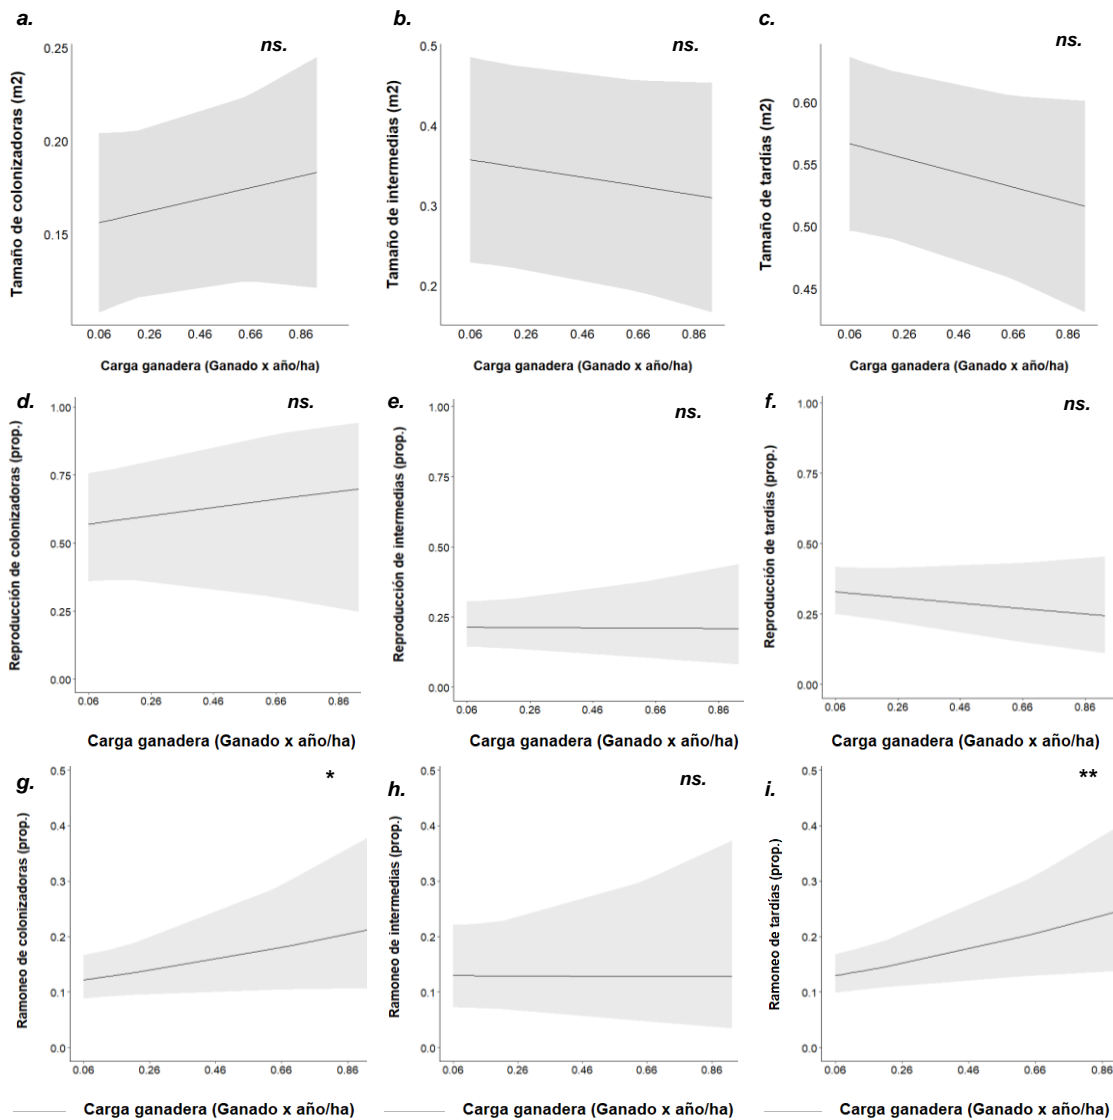 a.
ns.
Tamaño de colonizadoras (m2)
0.25
0.20
0.15
0.06 0.26 0.46 0.66 0.86
Carga ganadera (Ganado x año/ha)
b.
ns.
Tamaño de intermedias (m2)
0.5
0.4
0.3
0.2
0.06 0.26 0.46 0.66 0.86
Carga ganadera (Ganado x año/ha)
c.
ns.
Tamaño de tardías (m2)
0.60
0.55
0.50
0.45
0.06 0.26 0.46 0.66 0.86
Carga ganadera (Ganado x año/ha)
d.
ns.
Reproducción de colonizadoras (prop.)
1.00
0.75
0.50
0.25
0.00
0.06 0.26 0.46 0.66 0.86
Carga ganadera (Ganado x año/ha)
e.
ns.
Reproducción de intermedias (prop.)
1.00
0.75
0.50
0.25
0.00
0.06 0.26 0.46 0.66 0.86
Carga ganadera (Ganado x año/ha)
f.
ns.
Reproducción de tardías (prop.)
1.00
0.75
0.50
0.25
0.00
0.06 0.26 0.46 0.66 0.86
Carga ganadera (Ganado x año/ha)
g.
*
Ramoneo de colonizadoras (prop.)
0.5
0.4
0.3
0.2
0.1
0.0
0.06 0.26 0.46 0.66 0.86
Carga ganadera (Ganado x año/ha)
h.
ns.
Ramoneo de intermedias (prop.)
0.5
0.4
0.3
0.2
0.1
0.0
0.06 0.26 0.46 0.66 0.86
Carga ganadera (Ganado x año/ha)
i.
**
Ramoneo de tardías (prop.)
0.5
0.4
0.3
0.2
0.1
0.0
0.06 0.26 0.46 0.66 0.86
Carga ganadera (Ganado x año/ha)